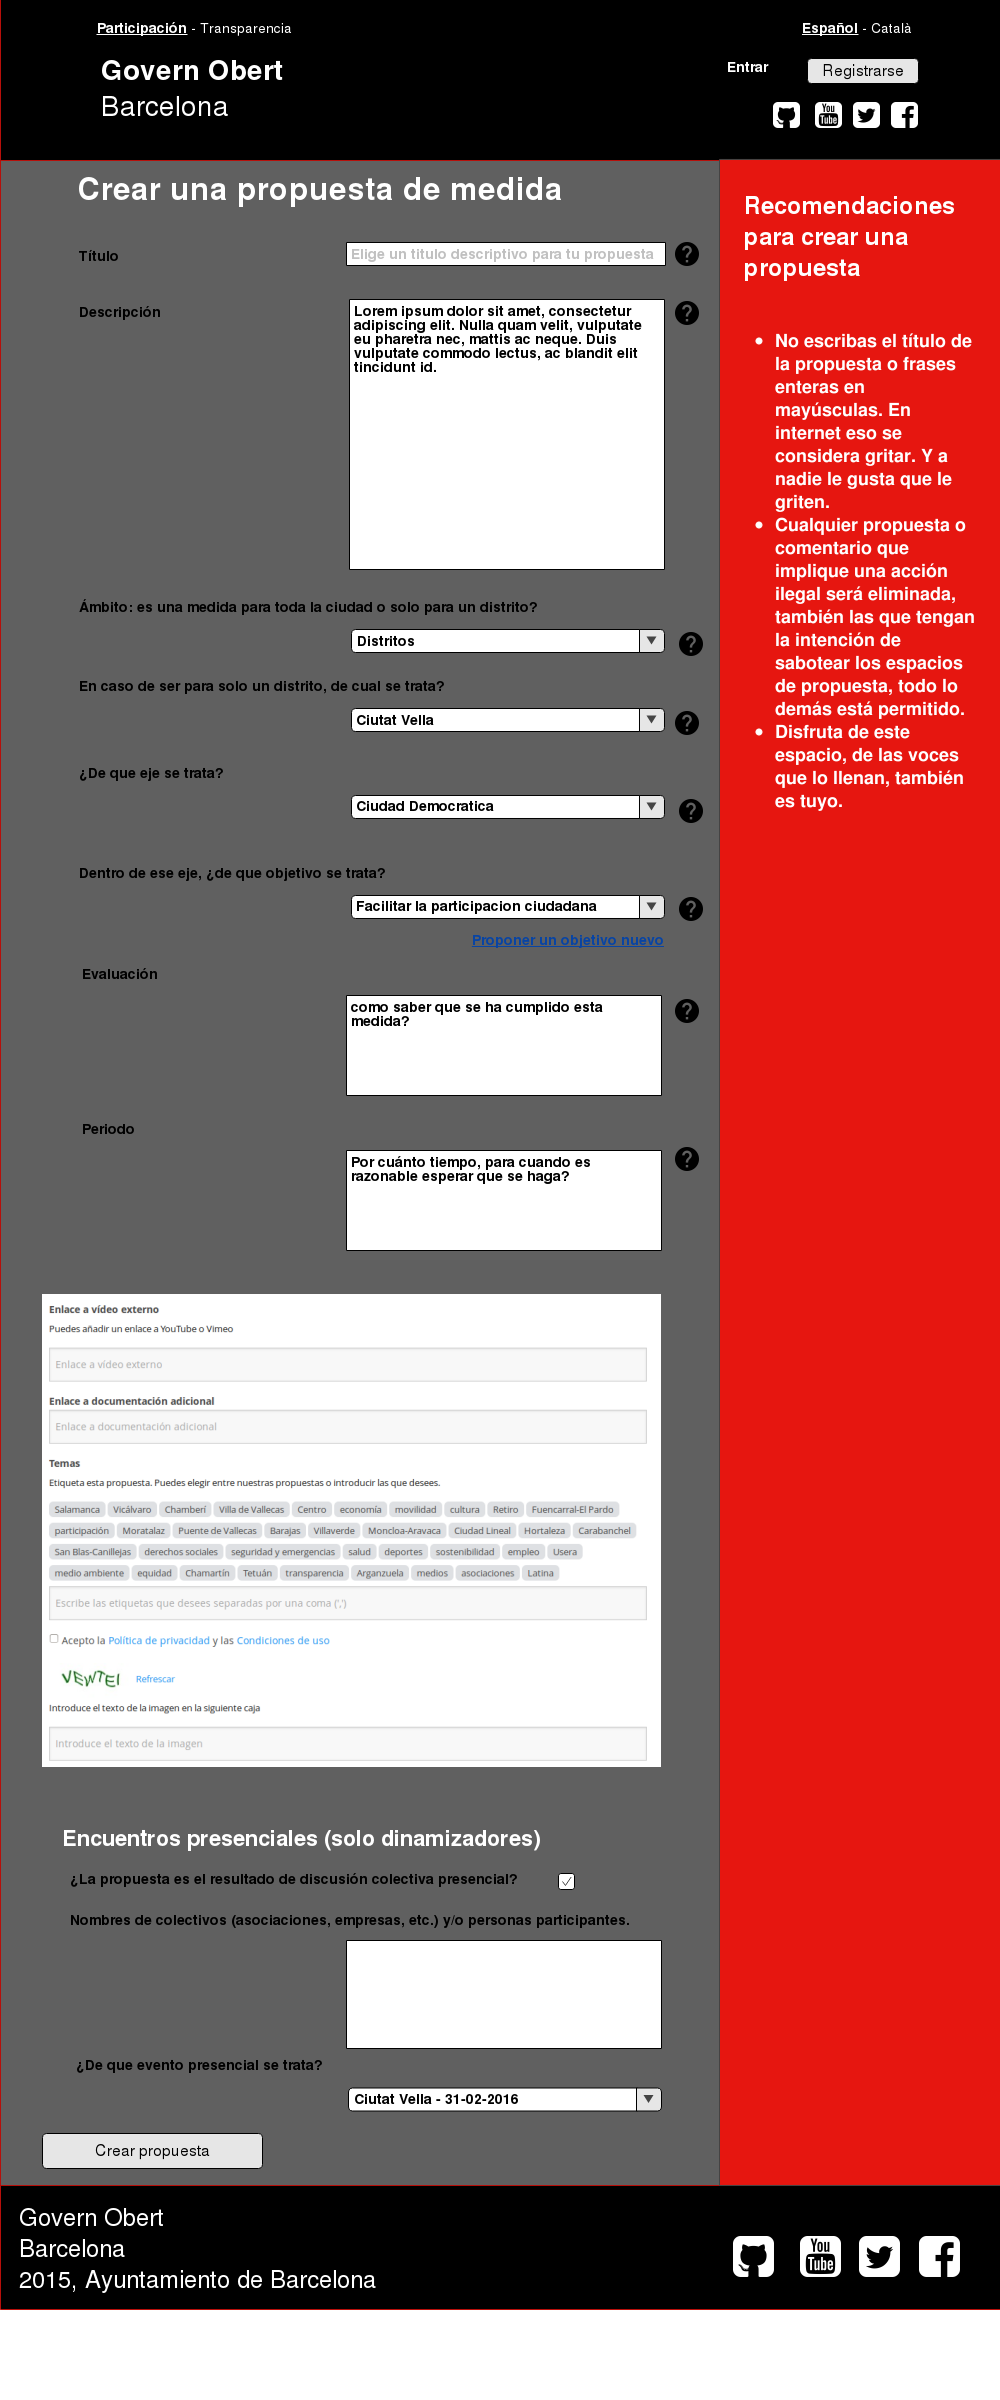 Participación - Transparencia
Español - Català
Govern Obert
Barcelona
Entrar
Registrarse
You
Tube
Crear una propuesta de medida
Título
Elige un titulo descriptivo para tu propuesta
?
Descripción
Lorem ipsum dolor sit amet, consectetur
adipiscing elit. Nulla quam velit, vulputate
eu pharetra nec, mattis ac neque. Duis
vulputate commodo lectus, ac blandit elit
tincidunt id.
?
Ámbito: es una medida para toda la ciudad o solo para un distrito?
Distritos
?
En caso de ser para solo un distrito, de cual se trata?
Ciutat Vella
?
¿De que eje se trata?
Ciudad Democratica
?
Dentro de ese eje, ¿de que objetivo se trata?
Facilitar la participacion ciudadana
?
Proponer un objetivo nuevo
Evaluación
como saber que se ha cumplido esta
medida?
?
Periodo
Por cuánto tiempo, para cuando es
razonable esperar que se haga?
?
Enlace a vídeo externo
Puedes añadir un enlace a YouTube o Vimeo
Enlace a vídeo externo
Enlace a documentación adicional
Enlace a documentación adicional
Temas
Etiqueta esta propuesta. Puedes elegir entre nuestras propuestas o introducir las que desees.
Salamanca Vicálvaro Chamberí Villa de Vallecas Centro economía movilidad cultura Retiro Fuencarral-El Pardo
participación Moratalaz Puente de Vallecas Barajas Villaverde Moncloa-Aravaca Ciudad Lineal Hortaleza Carabanchel
San Blas-Canillejas derechos sociales seguridad y emergencias salud deportes sostenibilidad empleo Usera
medio ambiente equidad Chamartín Tetuán transparencia Arganzuela medios asociaciones Latina
Escribe las etiquetas que desees separadas por una coma (',')
Acepto la Política de privacidad y las Condiciones de uso
VEWTEI
Refrescar
Introduce el texto de la imagen en la siguiente caja
Introduce el texto de la imagen
Encuentros presenciales (solo dinamizadores)
¿La propuesta es el resultado de discusión colectiva presencial?
Nombres de colectivos (asociaciones, empresas, etc.) y/o personas participantes.
¿De que evento presencial se trata?
Ciutat Vella - 31-02-2016
Crear propuesta
Recomendaciones
para crear una
propuesta
• No escribas el título de
la propuesta o frases
enteras en
mayúsculas. En
internet eso se
considera gritar. Y a
nadie le gusta que le
griten.
• Cualquier propuesta o
comentario que
implique una acción
ilegal será eliminada,
también las que tengan
la intención de
sabotear los espacios
de propuesta, todo lo
demás está permitido.
• Disfruta de este
espacio, de las voces
que lo llenan, también
es tuyo.
Govern Obert
Barcelona
2015, Ayuntamiento de Barcelona
You
Tube